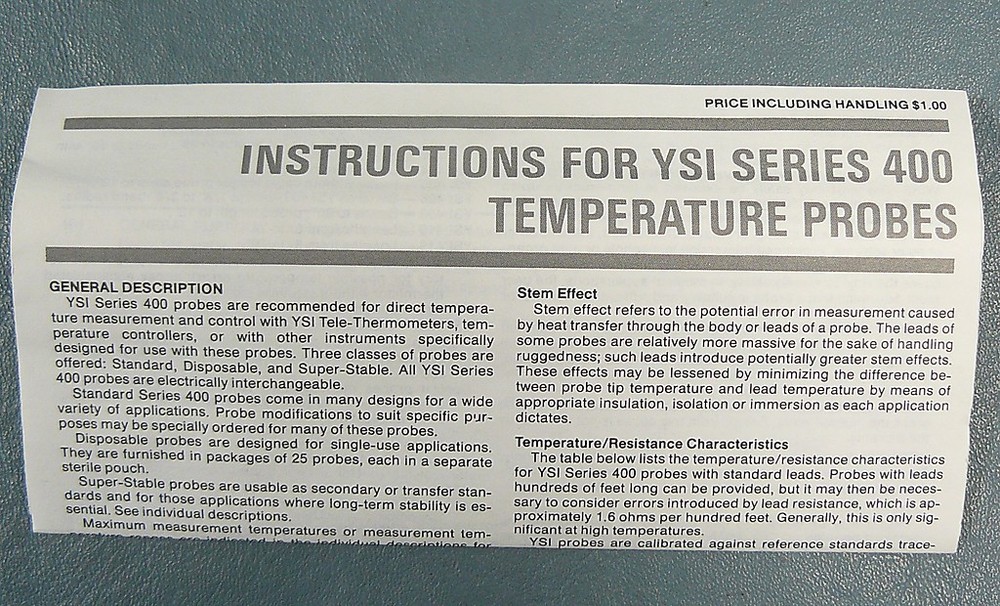 PRICE INCLUDING HANDLING $1.00
INSTRUCTIONS FOR YSI SERIES 400
TEMPERATURE PROBES
GENERAL DESCRIPTION
YSI Series 400 probes are recommended for direct tempera-
ture measurement and control with YSI Tele-Thermometers, tem-
perature controllers, or with other instruments specifically
designed for use with these probes. Three classes of probes are
offered: Standard, Disposable, and Super-Stable. All YSI Series
400 probes are electrically interchangeable.
Standard Series 400 probes come in many designs for a wide
variety of applications. Probe modifications to suit specific pur-
poses may be specially ordered for many of these probes.
Disposable probes are designed for single-use applications.
They are furnished in packages of 25 probes, each in a separate
sterile pouch.
Super-Stable probes are usable as secondary or transfer stan-
dards and for those applications where long-term stability is es-
sential. See individual descriptions.
Maximum measurement temperatures or measurement tem-
in the individual descriptions for
Stem Effect
Stem effect refers to the potential error in measurement caused
by heat transfer through the body or leads of a probe. The leads of
some probes are relatively more massive for the sake of handling
ruggedness; such leads introduce potentially greater stem effects.
These effects may be lessened by minimizing the difference be-
tween probe tip temperature and lead temperature by means of
appropriate insulation, isolation or immersion as each application
dictates.
Temperature/Resistance Characteristics
The table below lists the temperature/resistance characteristics
for YSI Series 400 probes with standard leads. Probes with leads
hundreds of feet long can be provided, but it may then be neces-
sary to consider errors introduced by lead resistance, which is ap-
proximately 1.6 ohms per hundred feet. Generally, this is only sig-
nificant at high temperatures.
YSI probes are calibrated against reference standards trace-